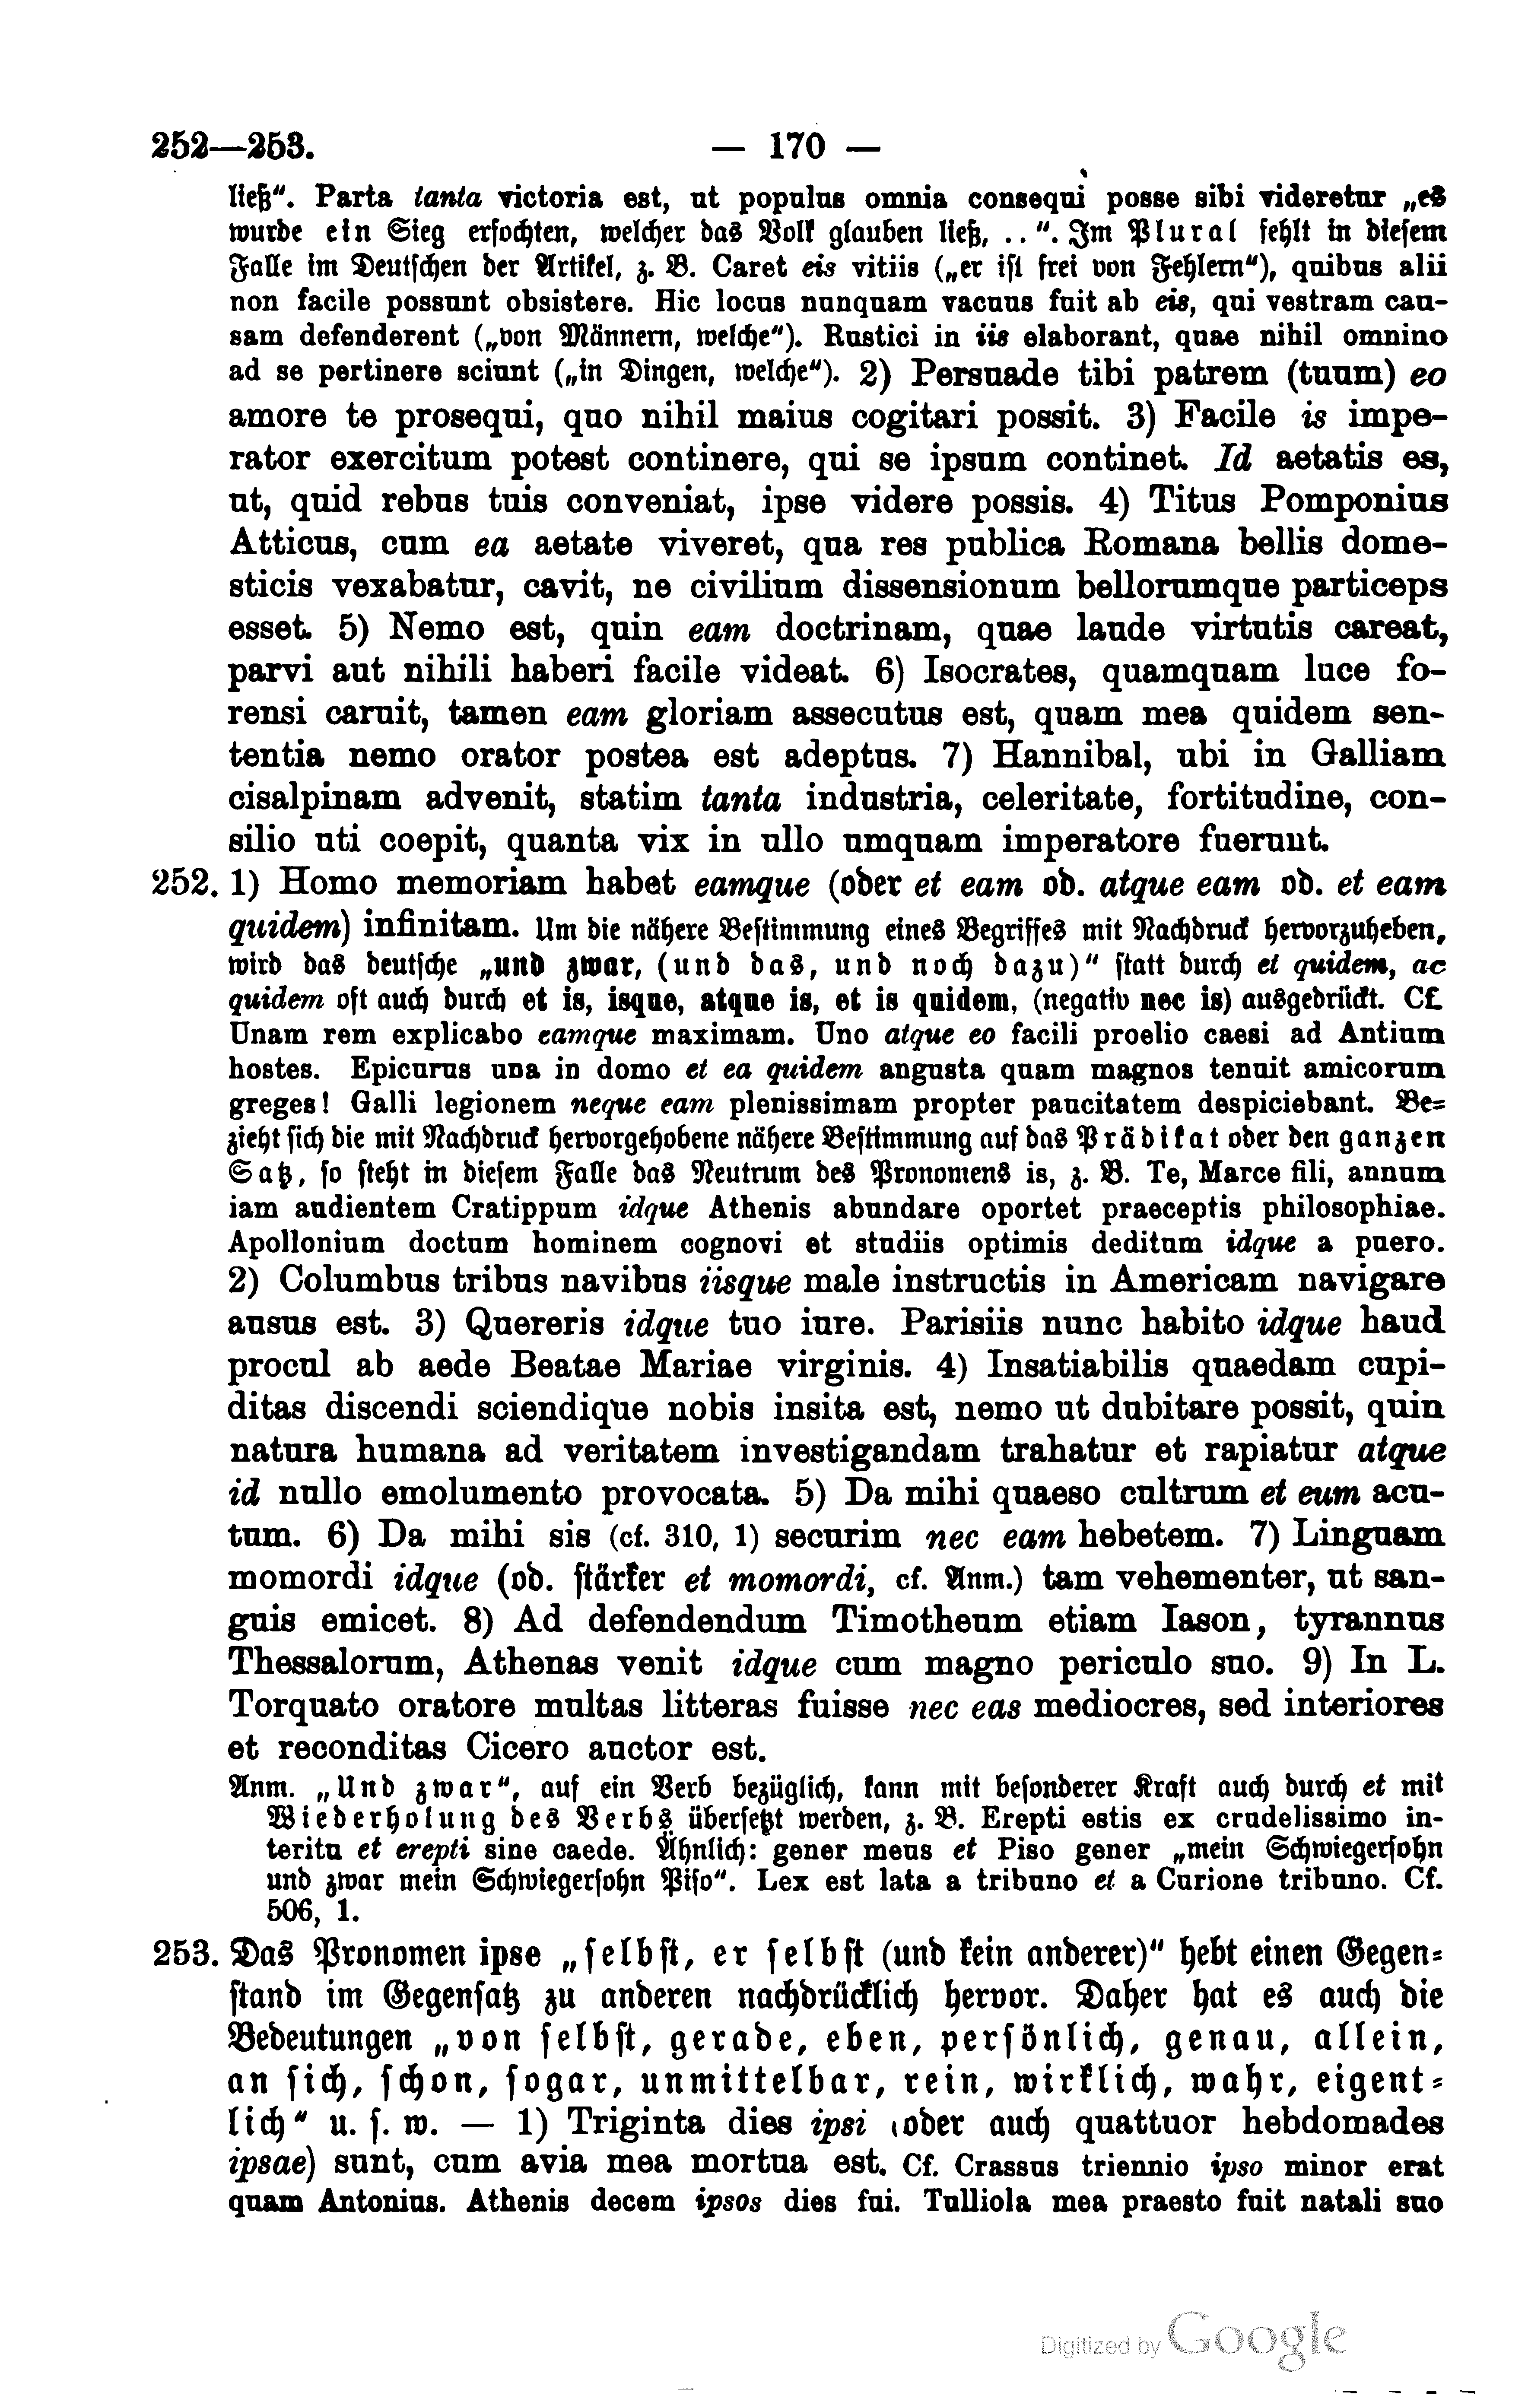 252—253. — 170 —
ließ". Parta tanta victoria est, ut populus omnia consequi posse sibi videretur „es
wurde ein Sieg erfochten, welcher das Volk glauben ließ, ..". Im Plural fehlt in diesem
Falle im Deutschen der Artikel, z. B. Caret eis vitiis („er ist frei von Fehlern"), quibus alii
non facile possunt obsistere. Hic locus nunquam vacuus fuit ab eis, qui vestram cau-
sam defenderent („von Männern, welche"). Rustici in iis elaborant, quae nihil omnino
ad se pertinere sciunt („in Dingen, welche"). 2) Persuade tibi patrem (tuum) eo
amore te prosequi, quo nihil maius cogitari possit. 3) Facile is impe-
rator exercitum potest continere, qui se ipsum continet. Id aetatis es,
ut, quid rebus tuis conveniat, ipse videre possis. 4) Titus Pomponius
Atticus, cum ea aetate viveret, qua res publica Romana bellis dome-
sticis vexabatur, cavit, ne civilium dissensionum bellorumque particeps
esset. 5) Nemo est, quin eam doctrinam, quae laude virtutis careat,
parvi aut nihili haberi facile videat. 6) Isocrates, quamquam luce fo-
rensi caruit, tamen eam gloriam assecutus est, quam mea quidem sen-
tentia nemo orator postea est adeptus. 7) Hannibal, ubi in Galliam
cisalpinam advenit, statim tanta industria, celeritate, fortitudine, con-
silio uti coepit, quanta vix in ullo umquam imperatore fuerunt.
252. 1) Homo memoriam habet eamque (oder et eam od. atque eam od. et eam
quidem) infinitam. Um die nähere Bestimmung eines Begriffes mit Nachdruck hervorzuheben,
wird das deutsche „und zwar, (und das, und noch dazu)" statt durch et quidem, ac
quidem oft auch durch et is, isque, atque is, et is quidem, (negativ nec is) ausgedrückt. Cf.
Unam rem explicabo eamque maximam. Uno atque eo facili proelio caesi ad Antium
hostes. Epicurus una in domo et ea quidem angusta quam magnos tenuit amicorum
greges! Galli legionem neque eam plenissimam propter paucitatem despiciebant. Be-
zieht sich die mit Nachdruck hervorgehobene nähere Bestimmung auf das Prädikat oder den ganzen
Satz, so steht in diesem Falle das Neutrum des Pronomens is, z. B. Te, Marce fili, annum
iam audientem Cratippum idque Athenis abundare oportet praeceptis philosophiae.
Apollonium doctum hominem cognovi et studiis optimis deditum idque a puero.
2) Columbus tribus navibus iisque male instructis in Americam navigare
ausus est. 3) Quereris idque tuo iure. Parisiis nunc habito idque haud
procul ab aede Beatae Mariae virginis. 4) Insatiabilis quaedam cupi-
ditas discendi sciendique nobis insita est, nemo ut dubitare possit, quin
natura humana ad veritatem investigandam trahatur et rapiatur atque
id nullo emolumento provocata. 5) Da mihi quaeso cultrum et eum acu-
tum. 6) Da mihi sis (cf. 310, 1) securim nec eam hebetem. 7) Linguam
momordi idque (od. stärker et momordi, cf. Anm.) tam vehementer, ut san-
guis emicet. 8) Ad defendendum Timotheum etiam Iason, tyrannus
Thessalorum, Athenas venit idque cum magno periculo suo. 9) In L.
Torquato oratore multas litteras fuisse nec eas mediocres, sed interiores
et reconditas Cicero auctor est.
Anm. „Und zwar", auf ein Verb bezüglich, kann mit besonderer Kraft auch durch et mit
Wiederholung des Verbs übersetzt werden, z. B. Erepti estis ex crudelissimo in-
teritu et erepti sine caede. Ähnlich: gener meus et Piso gener „mein Schwiegersohn
und zwar mein Schwiegersohn Piso". Lex est lata a tribuno et a Curione tribuno. Cf.
506, 1.
253. Das Pronomen ipse „selbst, er selbst (und kein anderer)" hebt einen Gegen-
stand im Gegensatz zu anderen nachdrücklich hervor. Daher hat es auch die
Bedeutungen „von selbst, gerade, eben, persönlich, genau, allein,
an sich, schon, sogar, unmittelbar, rein, wirklich, wahr, eigent-
lich" u. s. w. — 1) Triginta dies ipsi (oder auch quattuor hebdomades
ipsae) sunt, cum avia mea mortua est. Cf. Crassus triennio ipso minor erat
quam Antonius. Athenis decem ipsos dies fui. Tulliola mea praesto fuit natali suo
Digitized by Google